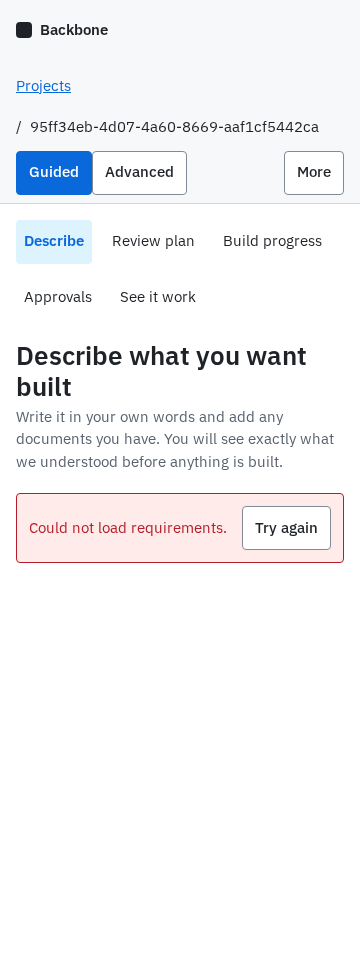 Backbone
Projects
/ 95ff34eb-4d07-4a60-8669-aaf1cf5442ca
Guided Advanced More
Describe Review plan Build progress
Approvals See it work
Describe what you want
built
Write it in your own words and add any
documents you have. You will see exactly what
we understood before anything is built.
Could not load requirements. Try again